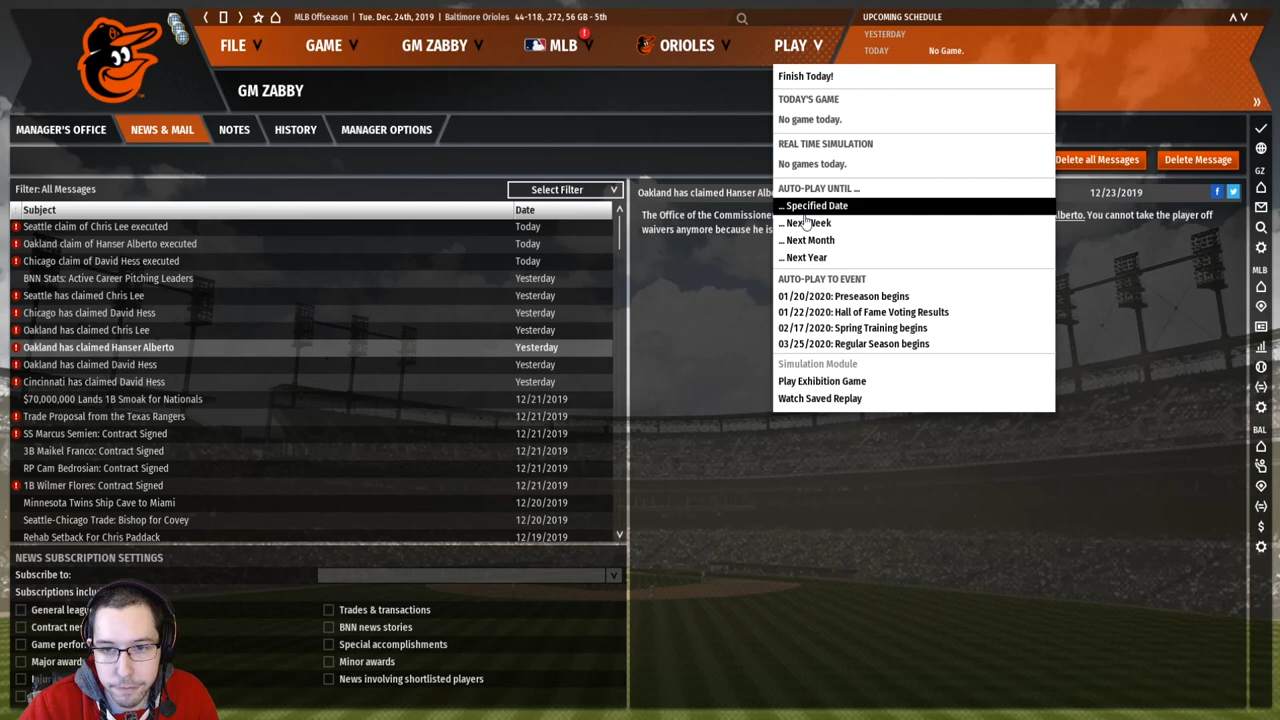 MLB Offseason | Tue. Dec. 24th, 2019 | Baltimore Orioles 44-118, .272, 56 GB - 5th
UPCOMING SCHEDULE
YESTERDAY
TODAY No Game.
FILE GAME GM ZABBY MLB ORIOLES PLAY
GM ZABBY
MANAGER'S OFFICE NEWS & MAIL NOTES HISTORY MANAGER OPTIONS
Delete all Messages Delete Message
Finish Today!
TODAY'S GAME
No game today.
REAL TIME SIMULATION
No games today.
AUTO-PLAY UNTIL ...
... Specified Date
... Next Week
... Next Month
... Next Year
AUTO-PLAY TO EVENT
01/20/2020: Preseason begins
01/22/2020: Hall of Fame Voting Results
02/17/2020: Spring Training begins
03/25/2020: Regular Season begins
Simulation Module
Play Exhibition Game
Watch Saved Replay
Filter: All Messages Select Filter
Subject Date
Seattle claim of Chris Lee executed Today
Oakland claim of Hanser Alberto executed Today
Chicago claim of David Hess executed Today
BNN Stats: Active Career Pitching Leaders Yesterday
Seattle has claimed Chris Lee Yesterday
Chicago has claimed David Hess Yesterday
Oakland has claimed Chris Lee Yesterday
Oakland has claimed Hanser Alberto Yesterday
Oakland has claimed David Hess Yesterday
Cincinnati has claimed David Hess Yesterday
$70,000,000 Lands 1B Smoak for Nationals 12/21/2019
Trade Proposal from the Texas Rangers 12/21/2019
SS Marcus Semien: Contract Signed 12/21/2019
3B Maikel Franco: Contract Signed 12/21/2019
RP Cam Bedrosian: Contract Signed 12/21/2019
1B Wilmer Flores: Contract Signed 12/21/2019
Minnesota Twins Ship Cave to Miami 12/20/2019
Seattle-Chicago Trade: Bishop for Covey 12/20/2019
Rehab Setback For Chris Paddack 12/19/2019
Oakland has claimed Hanser Albe 12/23/2019
The Office of the Commissione lberto. You cannot take the player off
waivers anymore because he is
NEWS SUBSCRIPTION SETTINGS
Subscribe to:
Subscriptions inclu
General leagu Trades & transactions
Contract ne BNN news stories
Game perfor Special accomplishments
Major award Minor awards
News involving shortlisted players
GZ
MLB
BAL